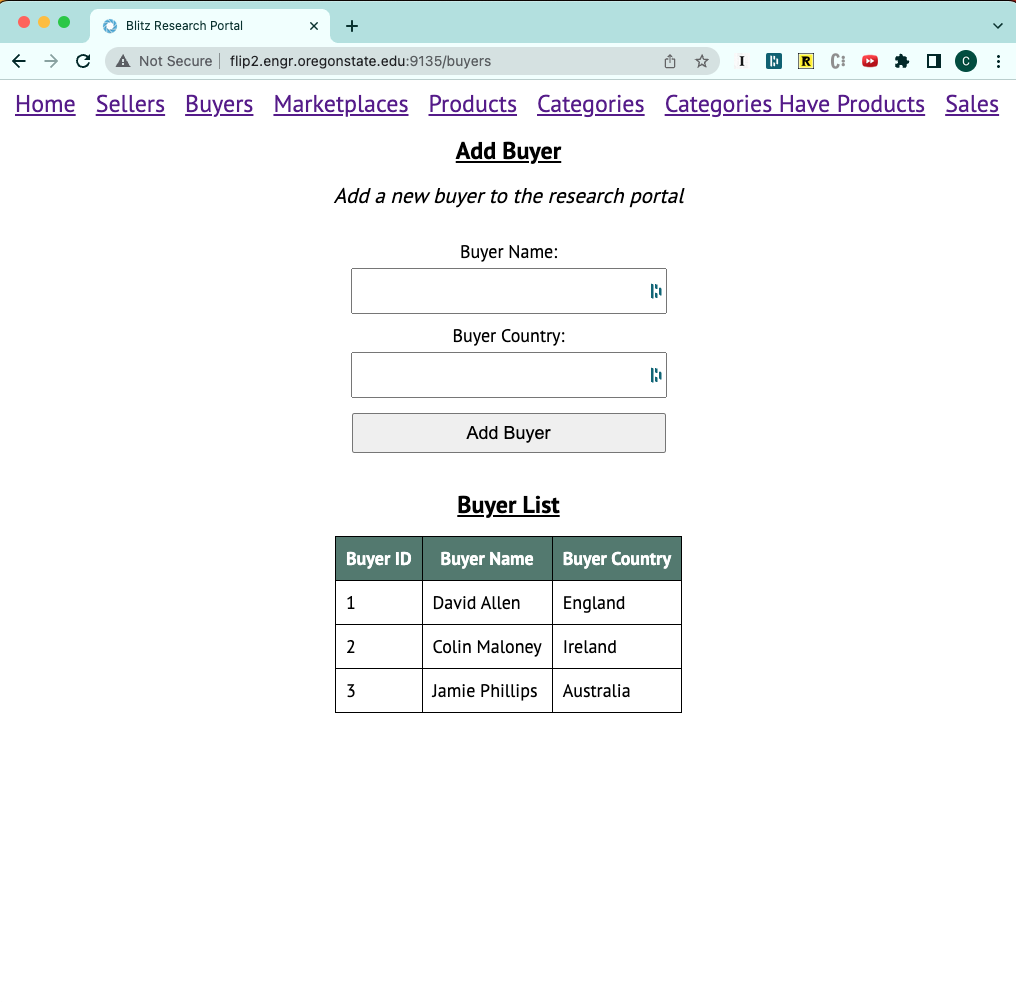 Blitz Research Portal
Not Secure flip2.engr.oregonstate.edu:9135/buyers I R C C
Home Sellers Buyers Marketplaces Products Categories Categories Have Products Sales
Add Buyer
Add a new buyer to the research portal
Buyer Name:
Buyer Country:
Add Buyer
Buyer List
Buyer ID Buyer Name Buyer Country
1 David Allen England
2 Colin Maloney Ireland
3 Jamie Phillips Australia